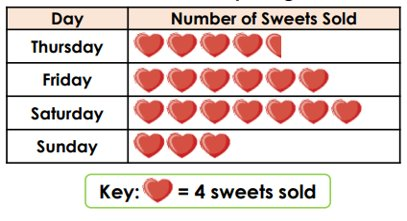 Day Number of Sweets Sold
Thursday
Friday
Saturday
Sunday
Key: = 4 sweets sold